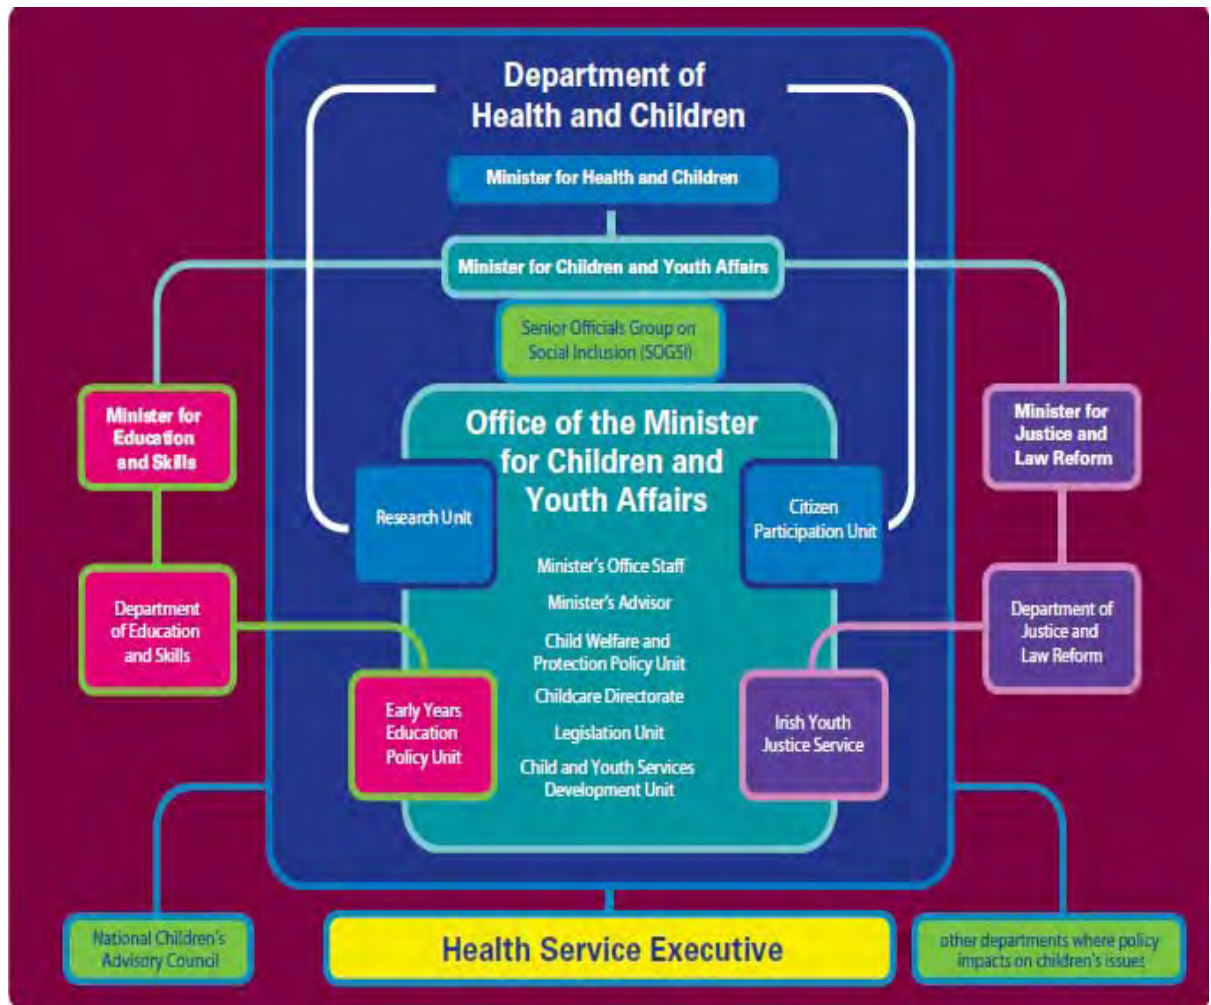 Department of
Health and Children
Minister for Health and Children
Minister for Children and Youth Affairs
Senior Officials Group on
Social Inclusion (SOGSI)
Minister for
Education
and Skills
Minister for
Justice and
Law Reform
Office of the Minister
for Children and
Youth Affairs
Research Unit
Citizen
Participation Unit
Minister's Office Staff
Minister's Advisor
Child Welfare and
Protection Policy Unit
Childcare Directorate
Legislation Unit
Child and Youth Services
Development Unit
Department
of Education
and Skills
Department of
Justice and
Law Reform
Early Years
Education
Policy Unit
Irish Youth
Justice Service
National Children's
Advisory Council
Health Service Executive
other departments where policy
impacts on children's issues